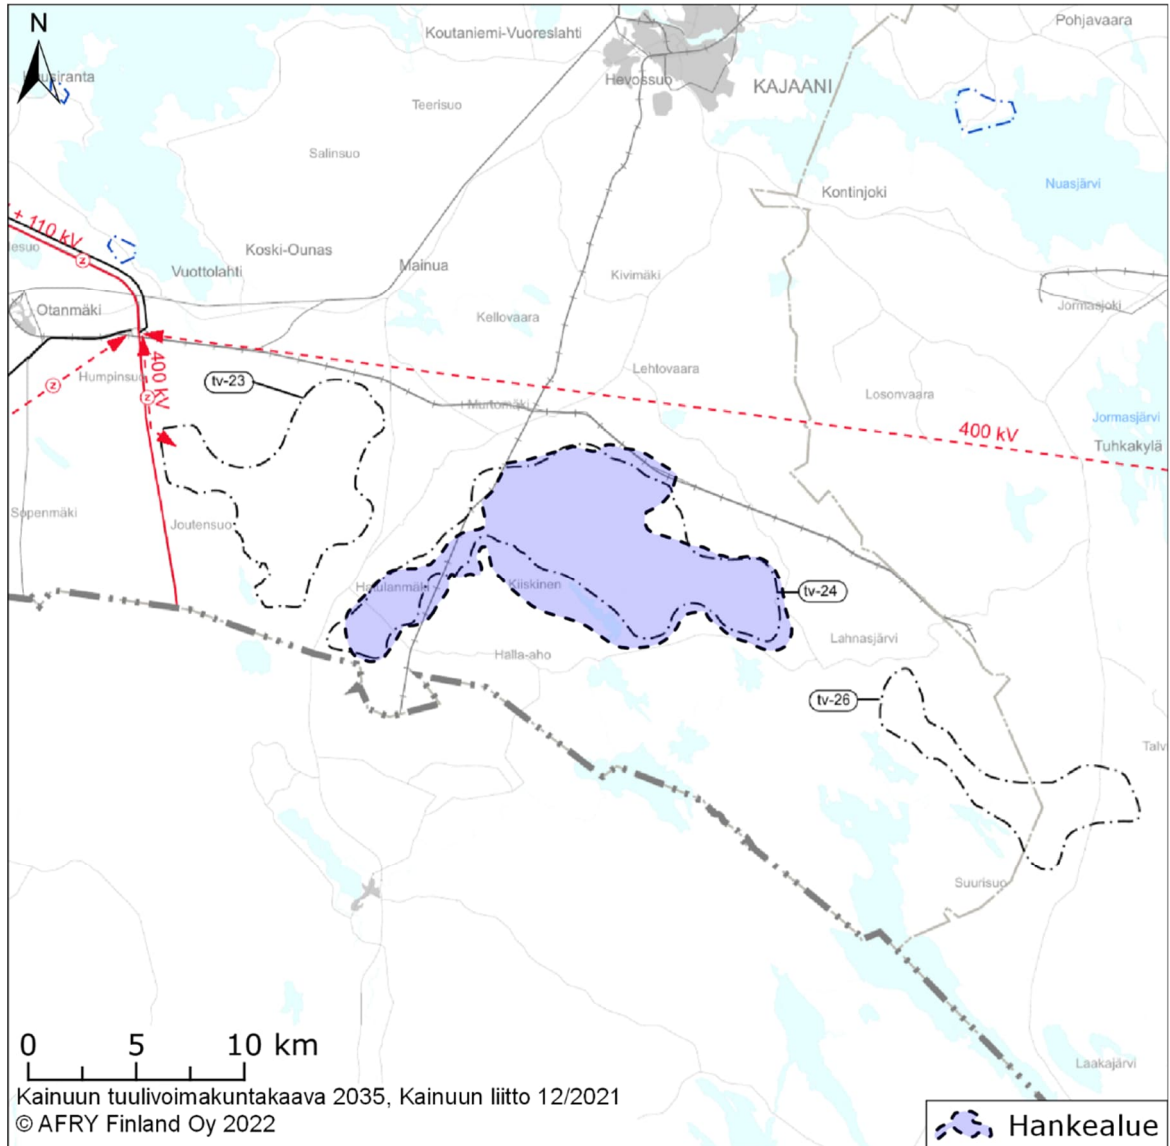 N
Koutaniemi-Vuoreslahti
Pohjavaara
Hevossuo
KAJAANI
Teerisuo
Salinsuo
Nuasjärvi
Kontinjoki
+ 110 kV
Koski-Ounas
Vuottolahti
Mainua
Kivimäki
Otanmäki
Kellovaara
Jormasjoki
Humpinsuo
400 kV
tv-23
Lehtovaara
Losonvaara
Murtomäki
400 kV
Jormasjärvi
Tuhkakylä
Sopenmäki
Joutensuo
Hatulanmäki
Kiiskinen
tv-24
Halla-aho
Lahnasjärvi
tv-26
Talv
Suurisuo
0 5 10 km
Laakajärvi
Kainuun tuulivoimakuntakaava 2035, Kainuun liitto 12/2021
© AFRY Finland Oy 2022
Hankealue